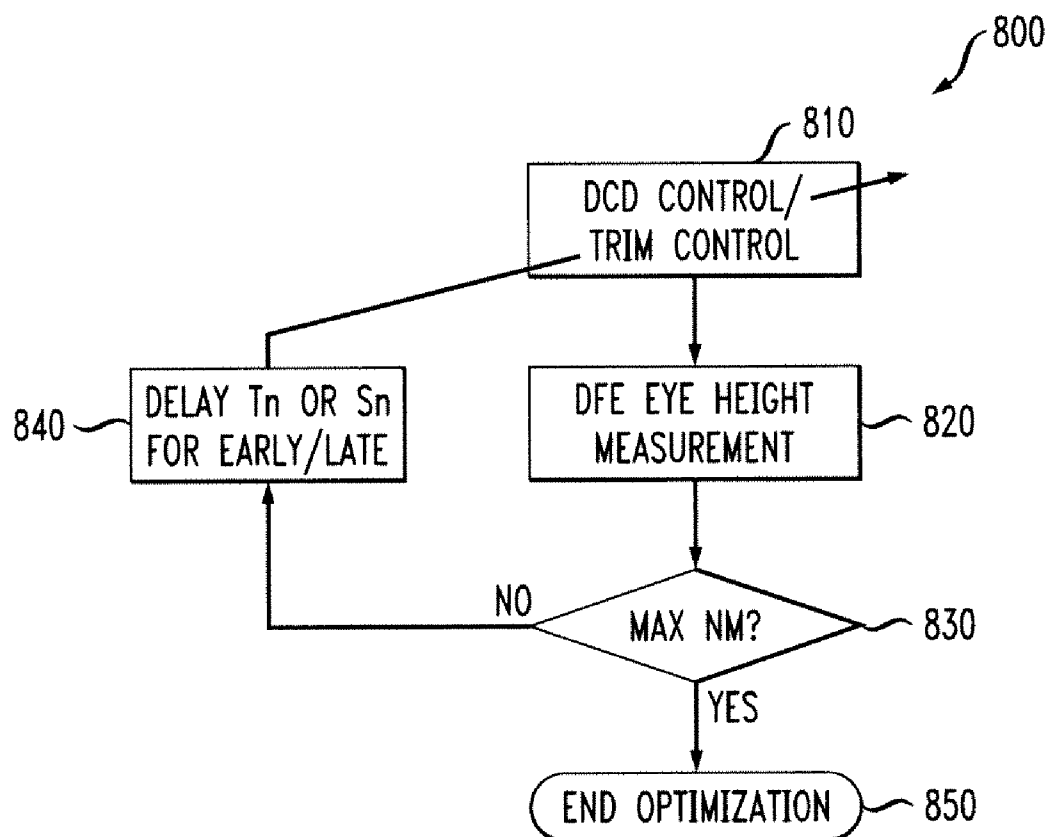 800
810
DCD CONTROL/
TRIM CONTROL
840
DELAY Tn OR Sn
FOR EARLY/LATE
DFE EYE HEIGHT
MEASUREMENT
820
NO
MAX NM?
830
YES
END OPTIMIZATION
850